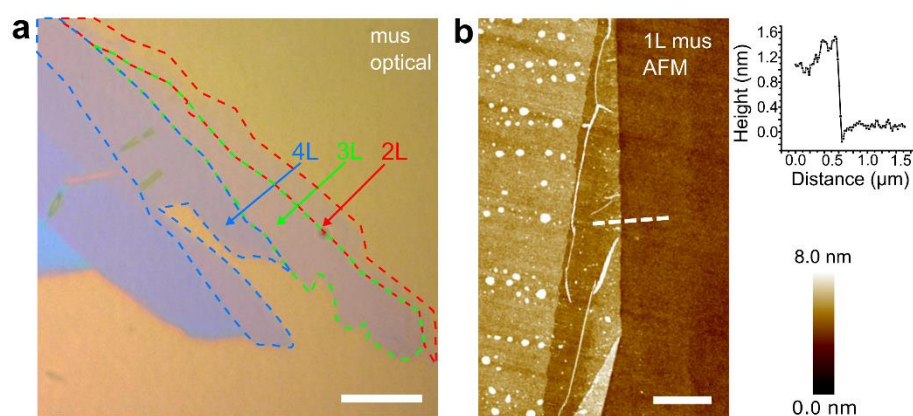 a
mus
optical
4L
3L
2L
b
1L mus
AFM
Height (nm)
1.6
1.2
0.8
0.4
0.0
0.0 0.5 1.0 1.5
Distance (µm)
8.0 nm
0.0 nm